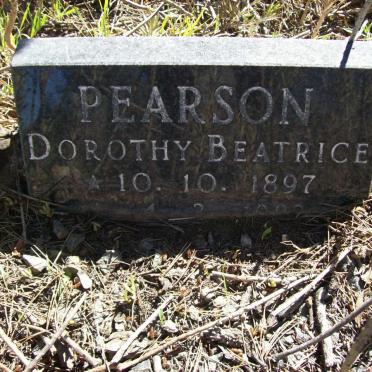 PEARSON
DOROTHY BEATRICE
* 10. 10. 1897